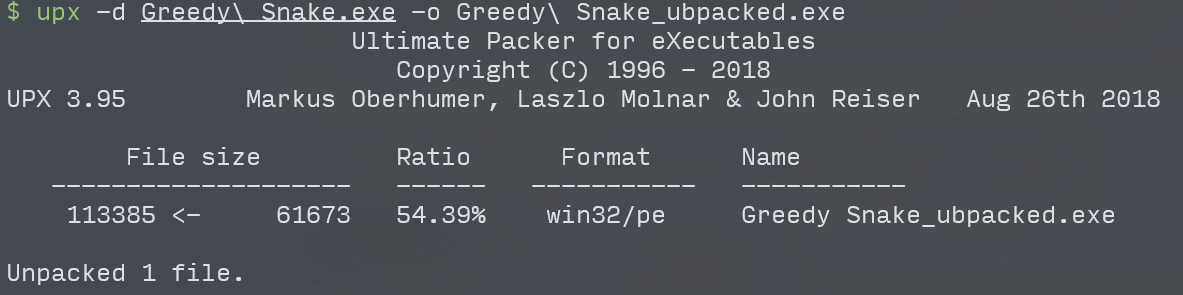 $ upx -d Greedy\ Snake.exe -o Greedy\ Snake_ubpacked.exe
Ultimate Packer for eXecutables
Copyright (C) 1996 - 2018
UPX 3.95 Markus Oberhumer, Laszlo Molnar & John Reiser Aug 26th 2018
File size Ratio Format Name
-------------------- ------ ----------- -----------
113385 <- 61673 54.39% win32/pe Greedy Snake_ubpacked.exe
Unpacked 1 file.